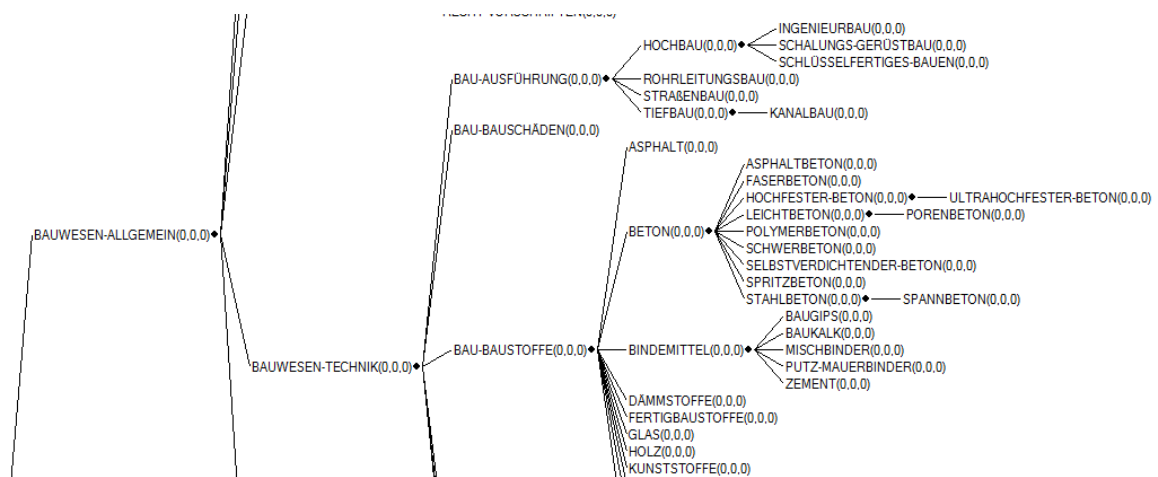 RECHT-VORSCHRIFTEN(0,0,0)
INGENIEURBAU(0,0,0)
HOCHBAU(0,0,0)
SCHALUNGS-GERÜSTBAU(0,0,0)
SCHLÜSSELFERTIGES-BAUEN(0,0,0)
BAU-AUSFÜHRUNG(0,0,0)
ROHRLEITUNGSBAU(0,0,0)
STRAßENBAU(0,0,0)
TIEFBAU(0,0,0)
KANALBAU(0,0,0)
BAU-BAUSCHÄDEN(0,0,0)
ASPHALT(0,0,0)
ASPHALTBETON(0,0,0)
FASERBETON(0,0,0)
HOCHFESTER-BETON(0,0,0)
ULTRAHOCHFESTER-BETON(0,0,0)
LEICHTBETON(0,0,0)
PORENBETON(0,0,0)
BAUWESEN-ALLGEMEIN(0,0,0)
BETON(0,0,0)
POLYMERBETON(0,0,0)
SCHWERBETON(0,0,0)
SELBSTVERDICHTENDER-BETON(0,0,0)
SPRITZBETON(0,0,0)
STAHLBETON(0,0,0)
SPANNBETON(0,0,0)
BAUGIPS(0,0,0)
BAUKALK(0,0,0)
BAU-BAUSTOFFE(0,0,0)
BINDEMITTEL(0,0,0)
MISCHBINDER(0,0,0)
BAUWESEN-TECHNIK(0,0,0)
PUTZ-MAUERBINDER(0,0,0)
ZEMENT(0,0,0)
DÄMMSTOFFE(0,0,0)
FERTIGBAUSTOFFE(0,0,0)
GLAS(0,0,0)
HOLZ(0,0,0)
KUNSTSTOFFE(0,0,0)